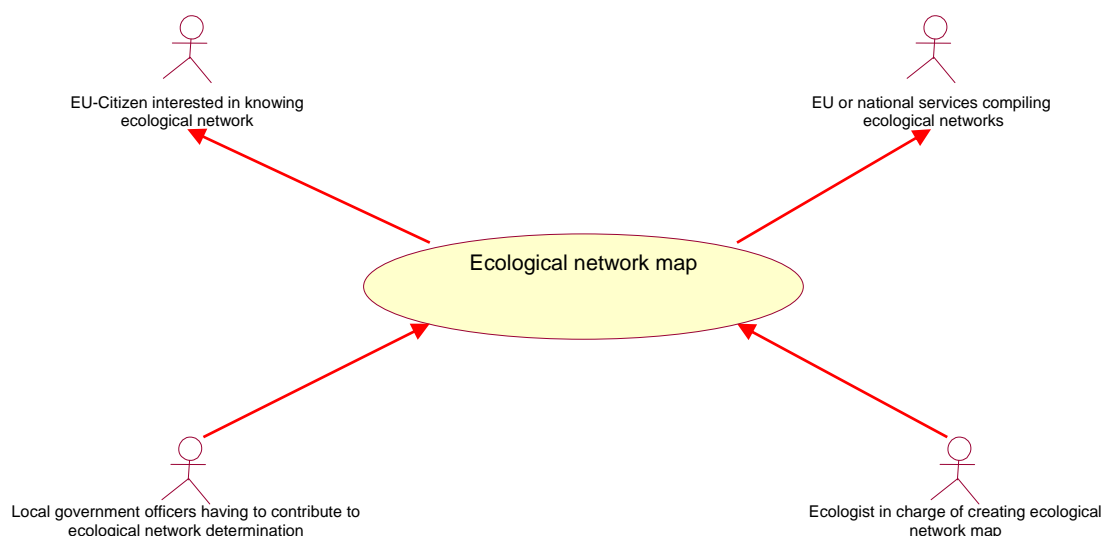 EU-Citizen interested in knowing
ecological network
EU or national services compiling
ecological networks
Ecological network map
Local government officers having to contribute to
ecological network determination
Ecologist in charge of creating ecological
network map